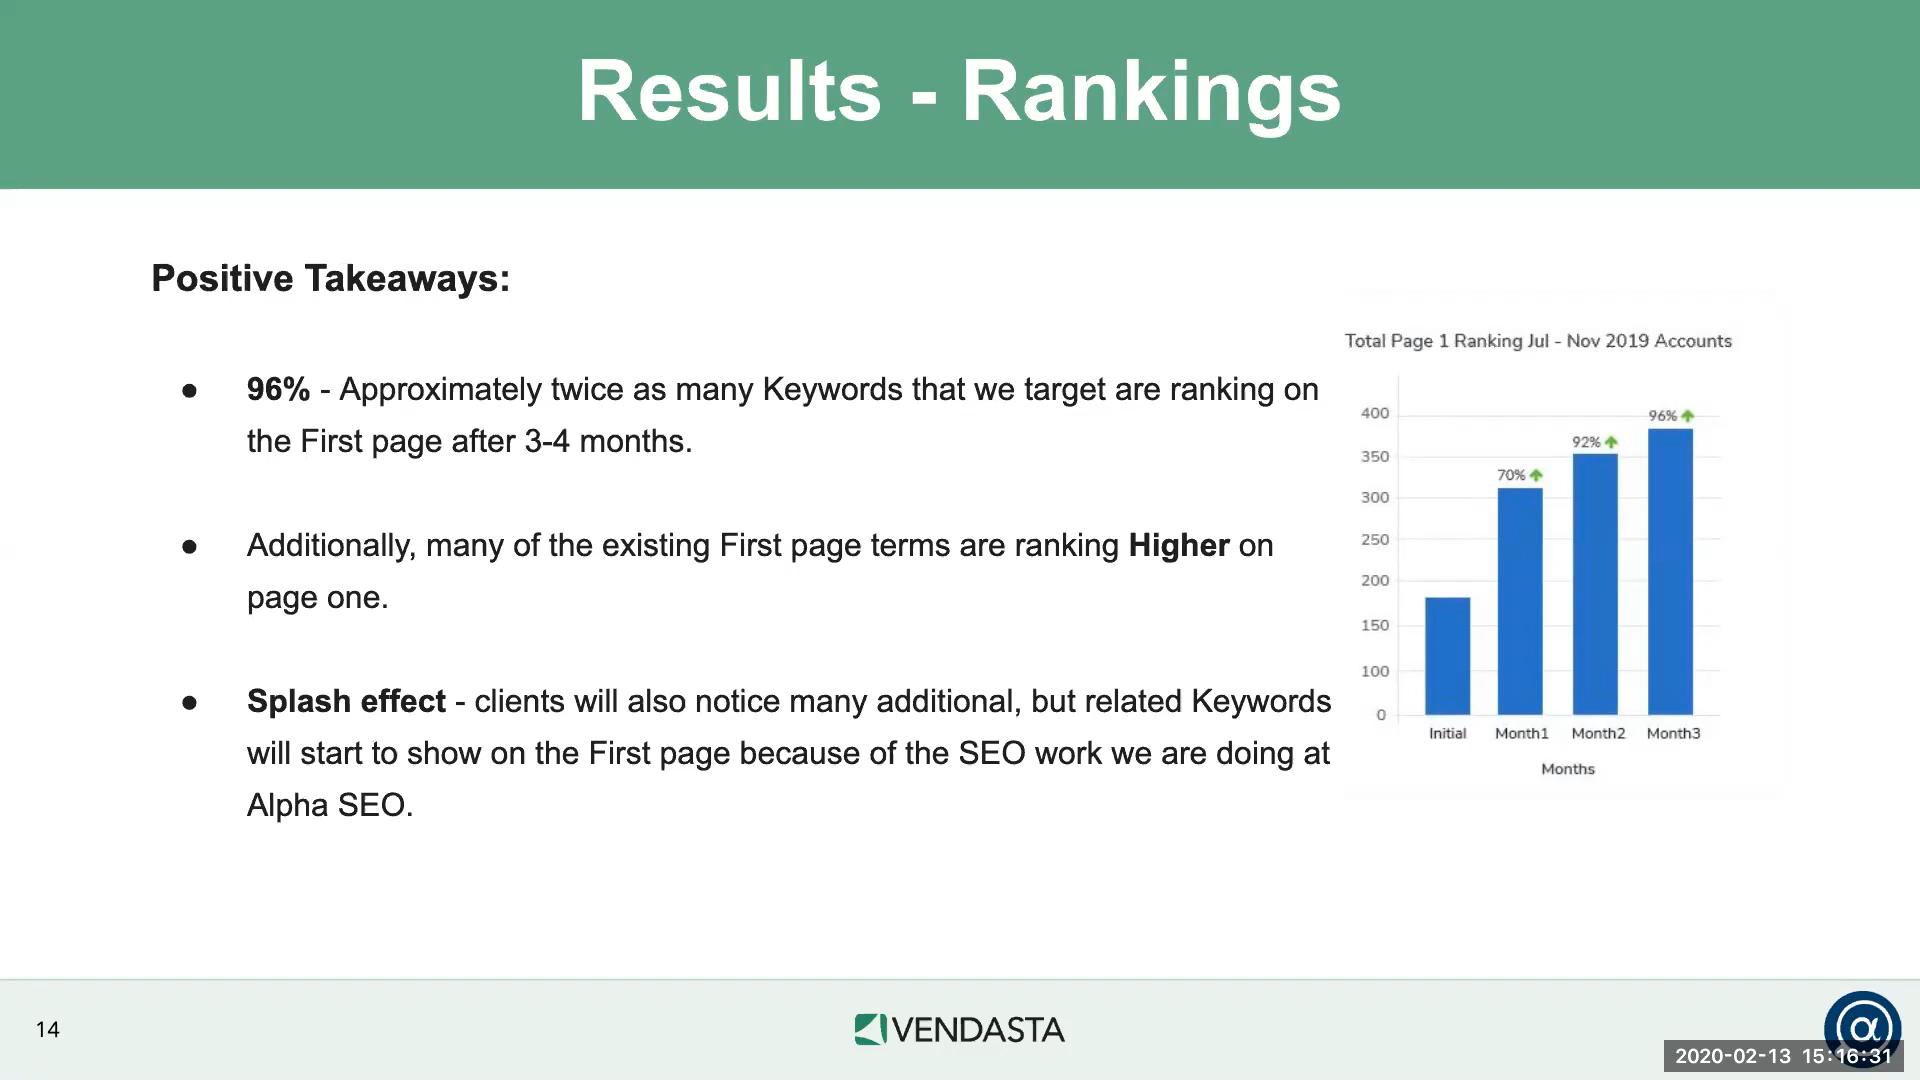 Results - Rankings
Positive Takeaways:
● 96% - Approximately twice as many Keywords that we target are ranking on
the First page after 3-4 months.
● Additionally, many of the existing First page terms are ranking Higher on
page one.
● Splash effect - clients will also notice many additional, but related Keywords
will start to show on the First page because of the SEO work we are doing at
Alpha SEO.
Total Page 1 Ranking Jul - Nov 2019 Accounts
400
350
300
250
200
150
100
0
70%
92%
96%
Initial Month1 Month2 Month3
Months
14
VENDASTA
α
2020-02-13 15:16:31